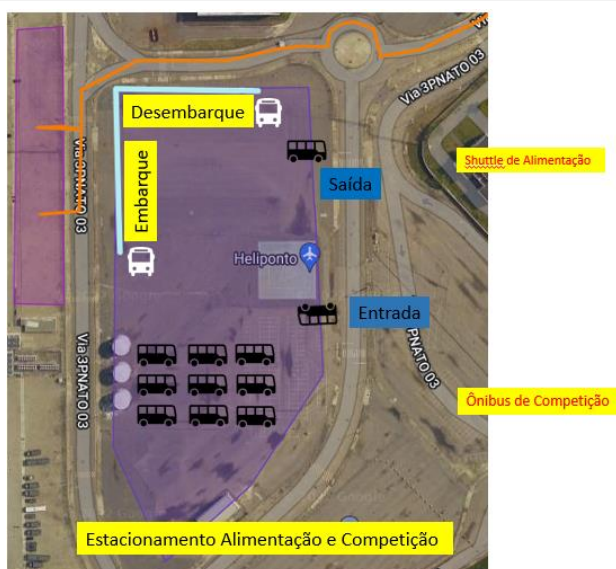 Via 3PNATO 03
Desembarque
Shuttle de Alimentação
Via 3PNATO 03
Embarque
Saída
Heliponto
Entrada
Via 3PNATO 03
PNATO 03
Ônibus de Competição
Estacionamento Alimentação e Competição